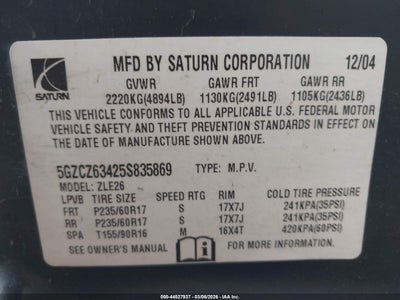 SATURN
MFD BY SATURN CORPORATION 12/04
GVWR GAWR FRT GAWR RR
2220KG(4894LB) 1130KG(2491LB) 1105KG(2436LB)
THIS VEHICLE CONFORMS TO ALL APPLICABLE U.S. FEDERAL MOTOR
VEHICLE SAFETY AND THEFT PREVENTION STANDARDS IN EFFECT ON
THE DATE OF MANUFACTURE SHOWN ABOVE.
5GZCZ63425S835869 TYPE: M.P.V.
MODEL: ZLE26
LPVB TIRE SIZE SPEED RTG RIM COLD TIRE PRESSURE
FRT P235/60R17 S 17X7J 241KPA(35PSI)
RR P235/60R17 S 17X7J 241KPA(35PSI)
SPA T155/90R16 M 16X4T 420KPA(60PSI)
SEE OWNER'S MANUAL FOR MORE INFORMATION
000-44527937 - 03/06/2026 - IAAI.COM